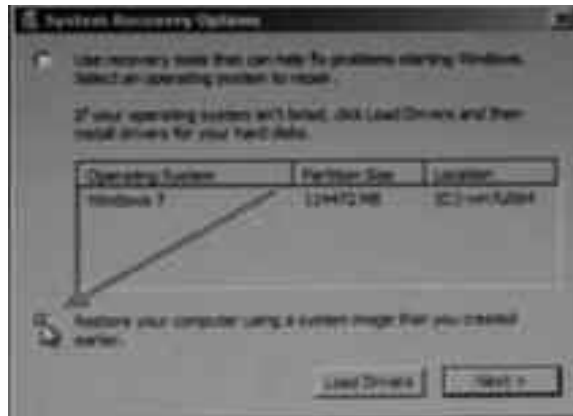 System Recovery Options
Use recovery tools that can help fix problems starting Windows.
Select an operating system to repair.
If your operating system isn't listed, click Load Drivers and then
install drivers for your hard disks.
Operating System Partition Size Location
Windows 7 114472 MB (C:)
Restore your computer using a system image that you created
earlier.
Load Drivers Next >